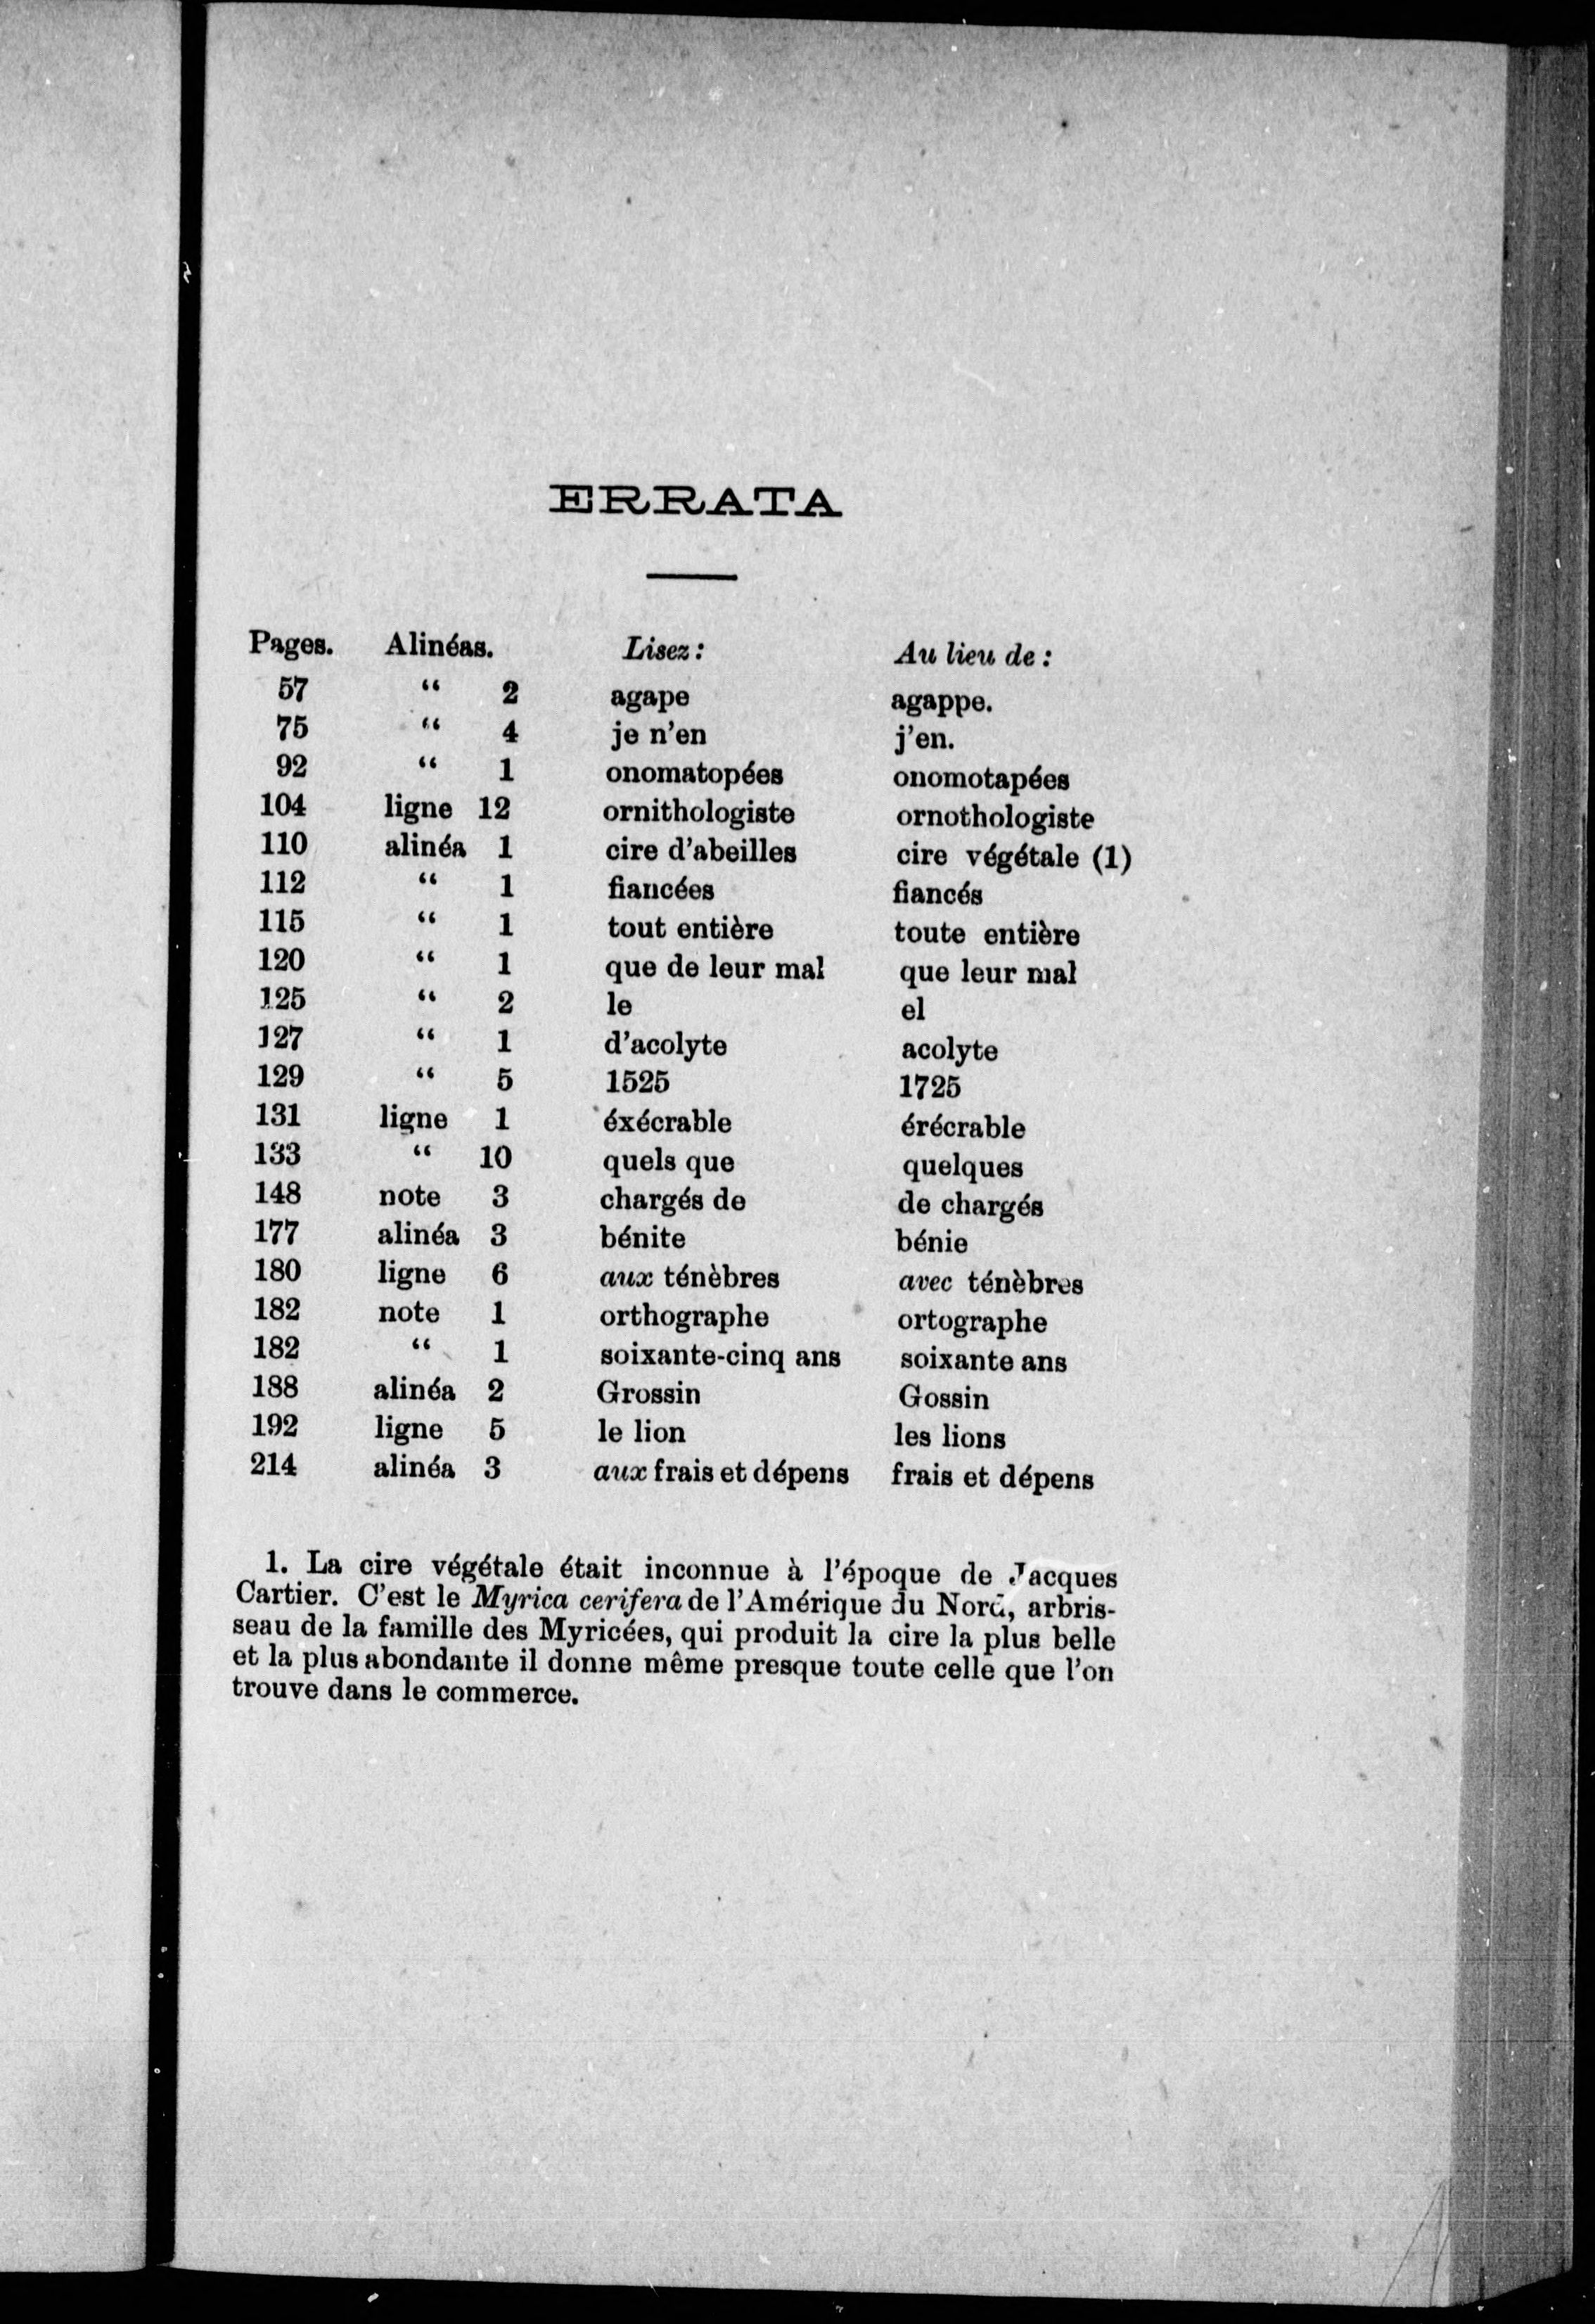 ERRATA
Pages. Alinéas. Lisez : Au lieu de :
57 “ 2 agape agappe.
75 “ 4 je n'en j'en.
92 “ 1 onomatopées onomotapées
104 ligne 12 ornithologiste ornothologiste
110 alinéa 1 cire d'abeilles cire végétale (1)
112 “ 1 fiancées fiancés
115 “ 1 tout entière toute entière
120 “ 1 que de leur mal que leur mal
125 “ 2 le el
127 “ 1 d'acolyte acolyte
129 “ 5 1525 1725
131 ligne 1 éxécrable érécrable
133 “ 10 quels que quelques
148 note 3 chargés de de chargés
177 alinéa 3 bénite bénie
180 ligne 6 aux ténèbres avec ténèbres
182 note 1 orthographe ortographe
182 “ 1 soixante-cinq ans soixante ans
188 alinéa 2 Grossin Gossin
192 ligne 5 le lion les lions
214 alinéa 3 aux frais et dépens frais et dépens
1. La cire végétale était inconnue à l'époque de Jacques
Cartier. C'est le Myrica cerifera de l'Amérique du Nord, arbris-
seau de la famille des Myricées, qui produit la cire la plus belle
et la plus abondante il donne même presque toute celle que l'on
trouve dans le commerce.